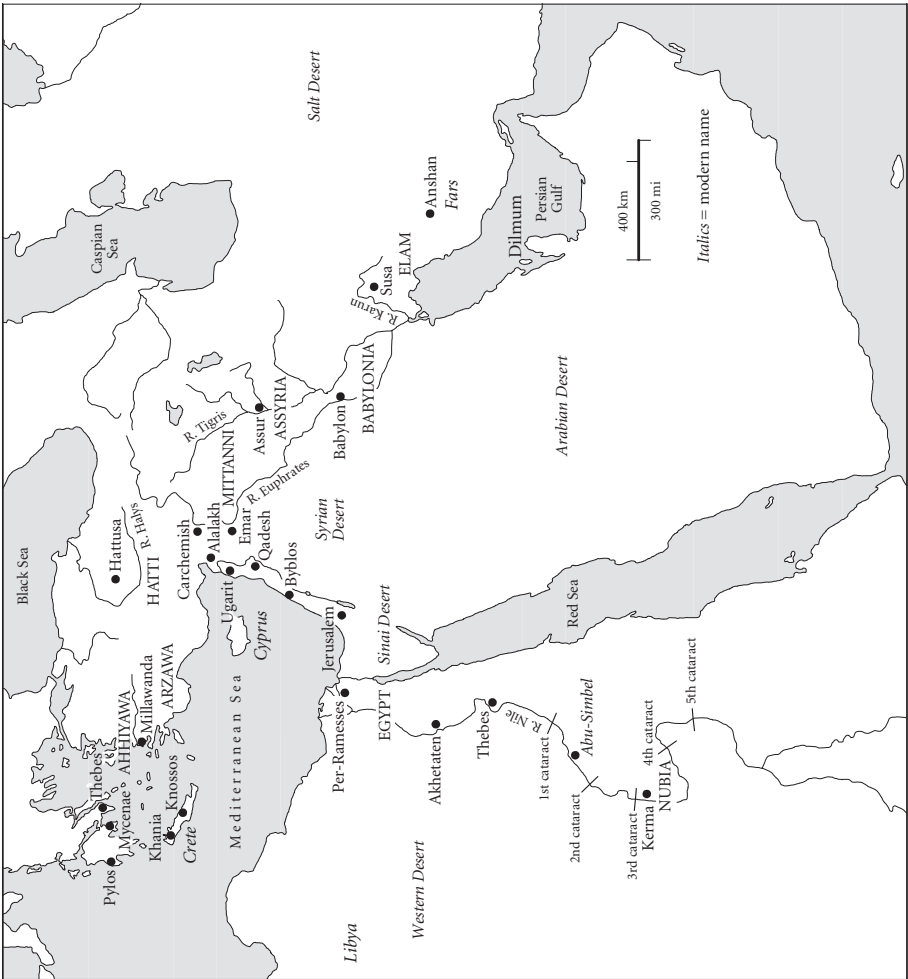 Black Sea
Caspian
Sea
Salt Desert
Hattusa
R. Halys
HATTI
Thebes
AHHIYAWA
Mycenae
Pylos
Millawanda
ARZAWA
Khania
Knossos
Crete
Carchemish
Alalakh
MITTANNI
Ugarit
Emar
Qadesh
Cyprus
Byblos
R. Tigris
Assur
ASSYRIA
R. Euphrates
Syrian
Desert
Babylon
BABYLONIA
R. Karun
Susa
ELAM
Anshan
Fars
Mediterranean Sea
Jerusalem
Sinai Desert
Per-Ramesses
EGYPT
Libya
Western Desert
Akhetaten
Thebes
R. Nile
1st cataract
Abu-Simbel
2nd cataract
3rd cataract
Kerma
NUBIA
4th cataract
5th cataract
Red Sea
Arabian Desert
Dilmum
Persian
Gulf
400 km
300 mi
Italics = modern name